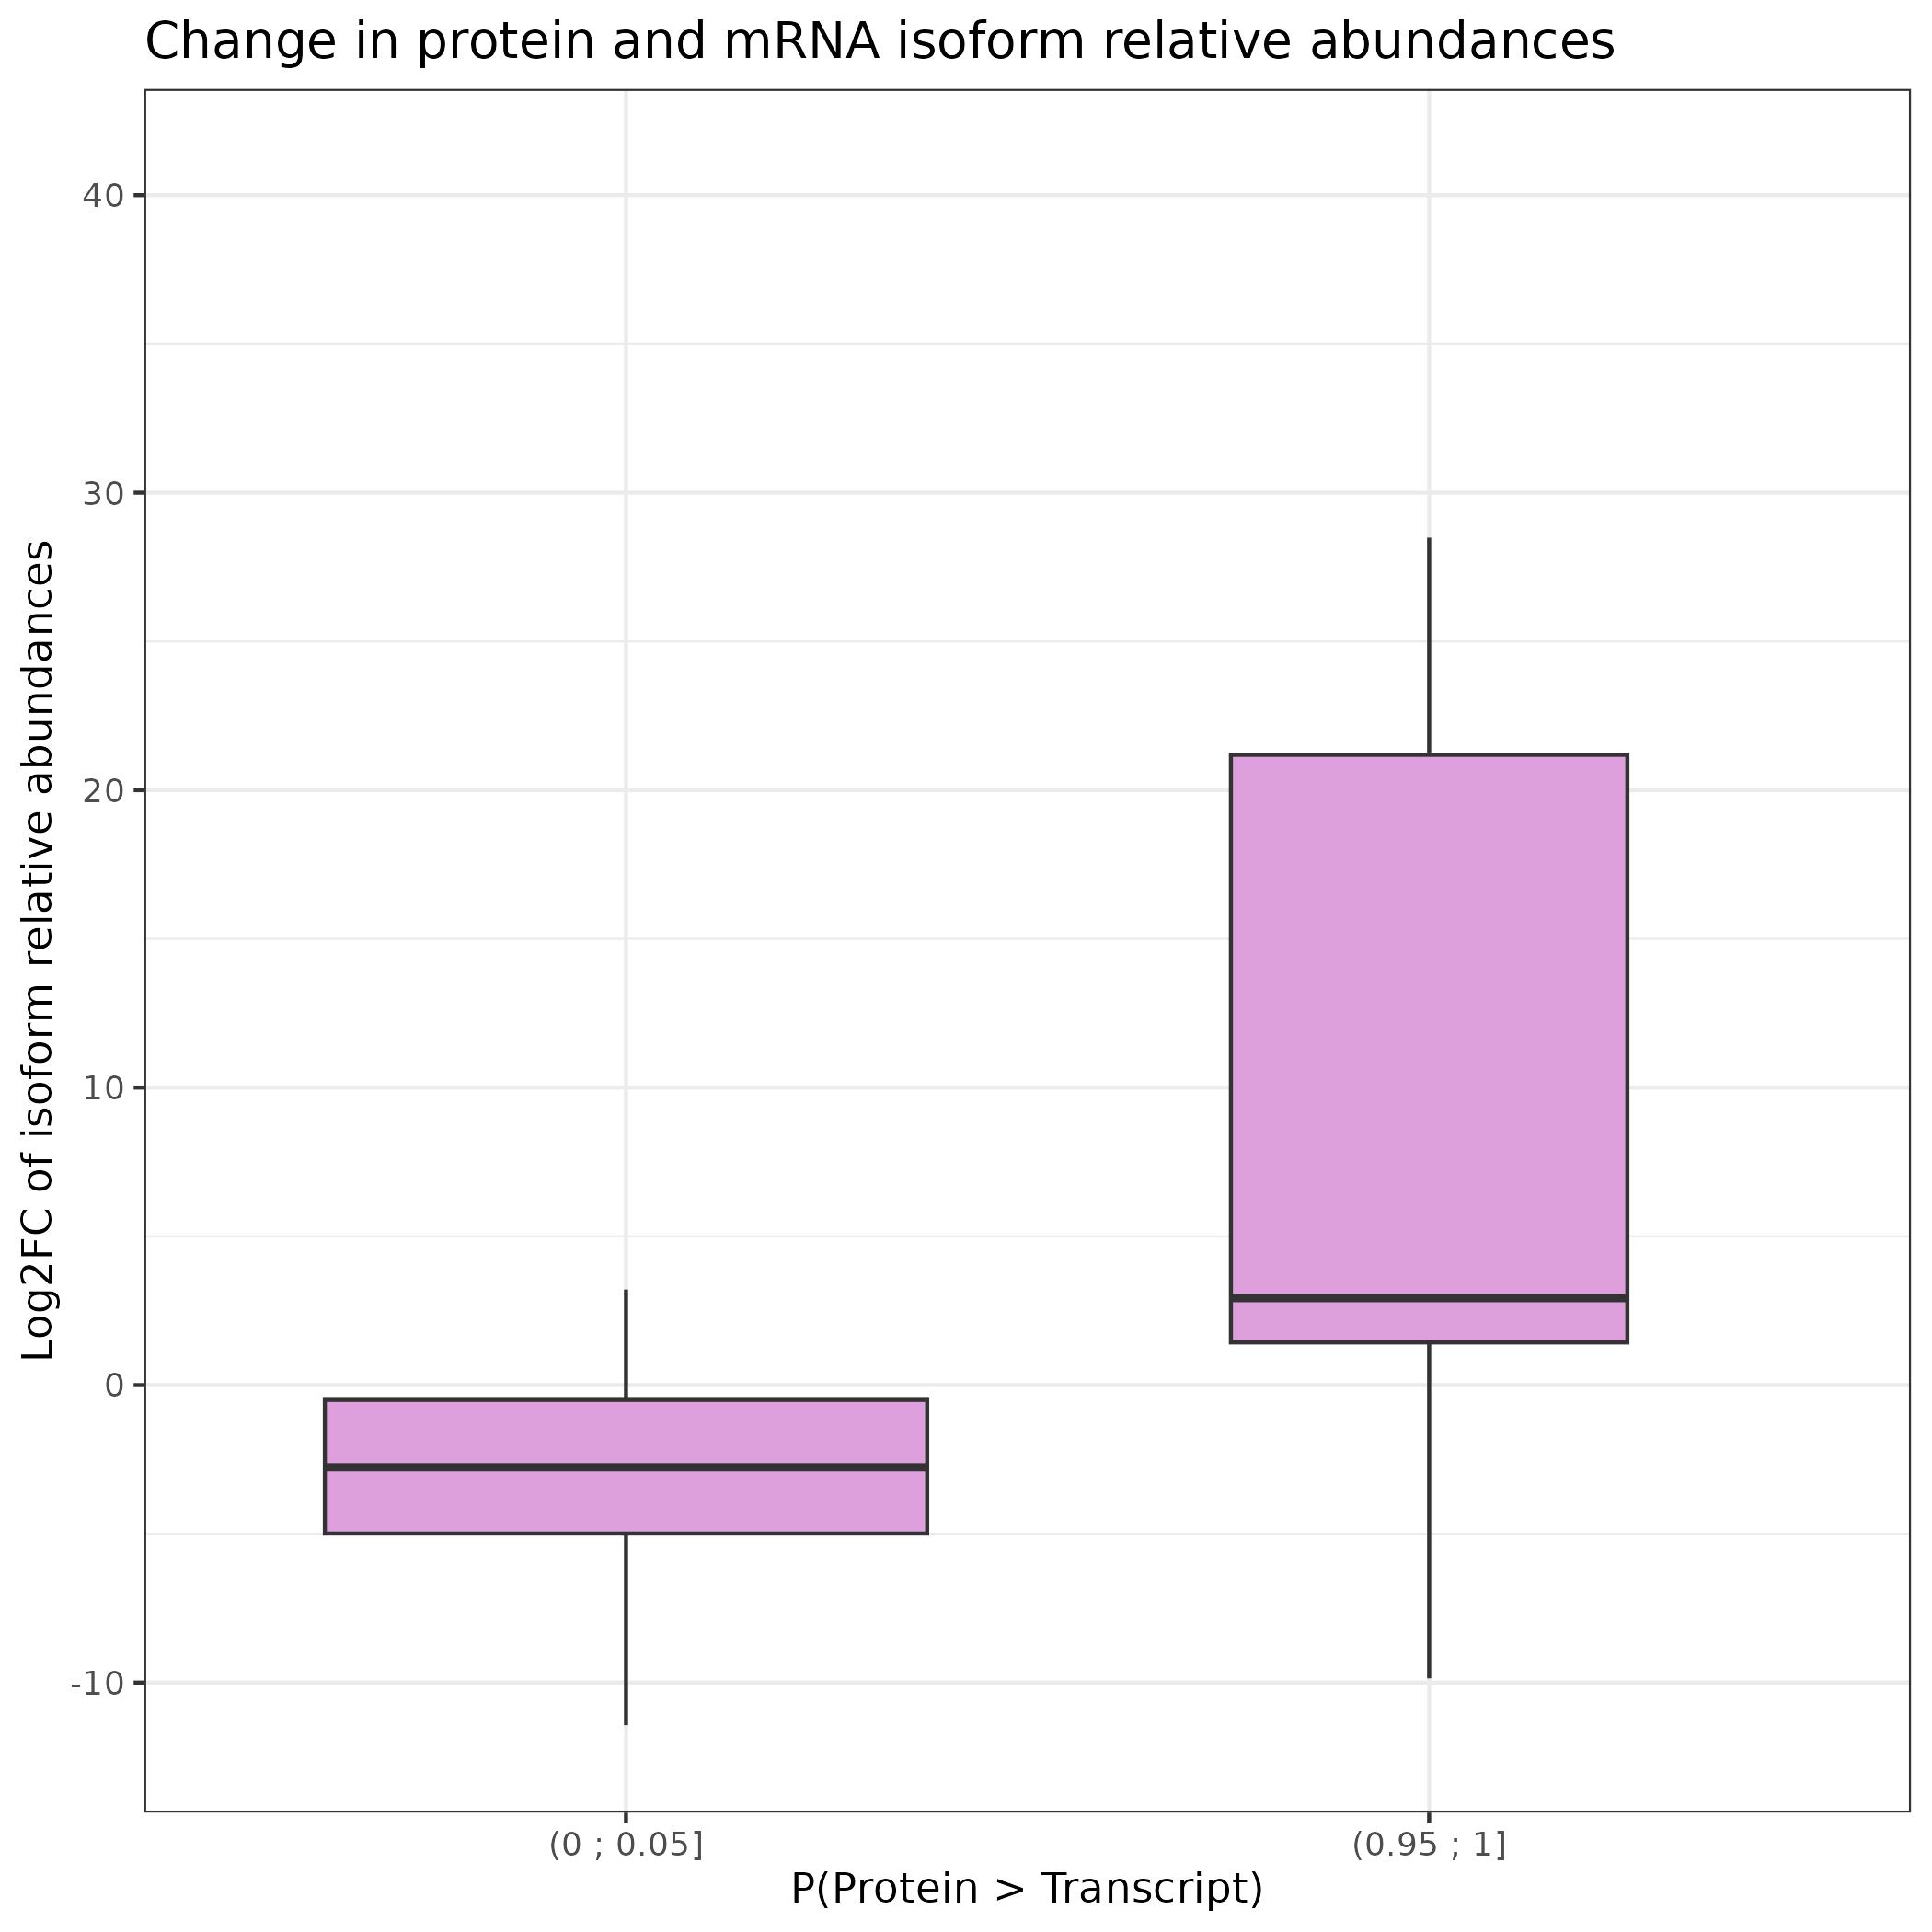 Change in protein and mRNA isoform relative abundances
Log2FC of isoform relative abundances
40
30
20
10
0
-10
(0 ; 0.05]
(0.95 ; 1]
P(Protein > Transcript)